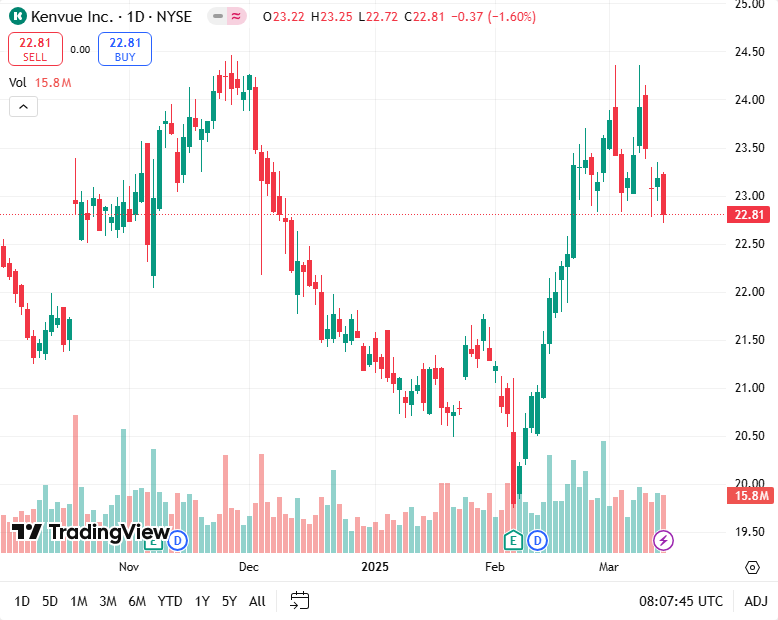 Kenvue Inc. · 1D · NYSE O23.22 H23.25 L22.72 C22.81 −0.37 (−1.60%)
22.81 SELL 0.00 22.81 BUY
Vol 15.8M
25.00
24.50
24.00
23.50
23.00
22.81
22.50
22.00
21.50
21.00
20.50
20.00
15.8M
19.50
TradingView
E D E D
Nov Dec 2025 Feb Mar
1D 5D 1M 3M 6M YTD 1Y 5Y All 08:07:45 UTC ADJ